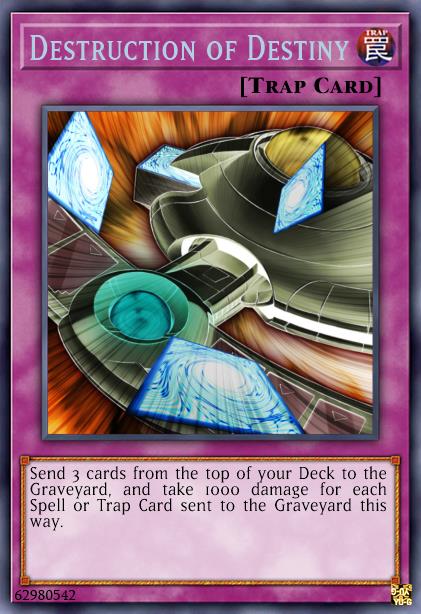 DESTRUCTION OF DESTINY
TRAP
罠
[TRAP CARD]
Send 3 cards from the top of your Deck to the
Graveyard, and take 1000 damage for each
Spell or Trap Card sent to the Graveyard this
way.
62980542